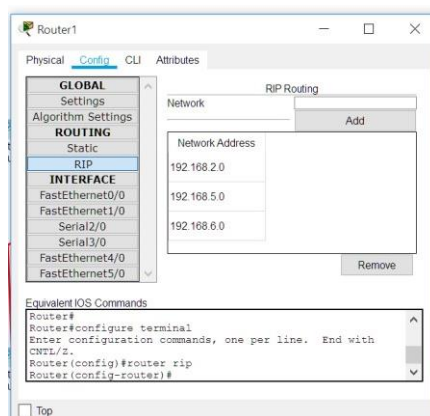 Router1
Physical Config CLI Attributes
GLOBAL
Settings
Algorithm Settings
ROUTING
Static
RIP
INTERFACE
FastEthernet0/0
FastEthernet1/0
Serial2/0
Serial3/0
FastEthernet4/0
FastEthernet5/0
RIP Routing
Network
Add
Network Address
192.168.2.0
192.168.5.0
192.168.6.0
Remove
Equivalent IOS Commands
Router#
Router#configure terminal
Enter configuration commands, one per line. End with
CNTL/Z.
Router(config)#router rip
Router(config-router)#
Top